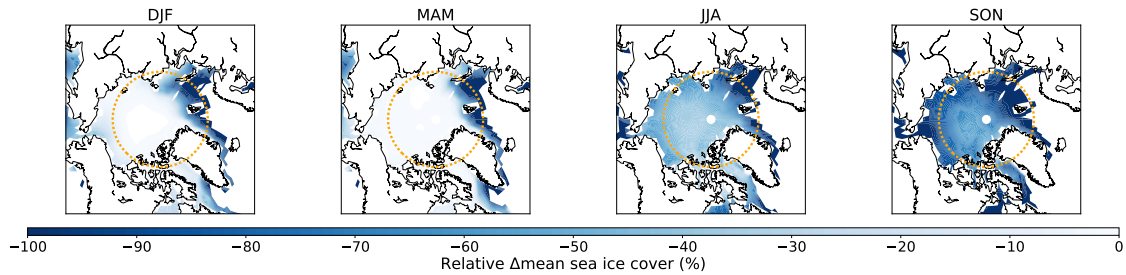 DJF
MAM
JJA
SON
−100 −90 −80 −70 −60 −50 −40 −30 −20 −10 0
Relative Δmean sea ice cover (%)